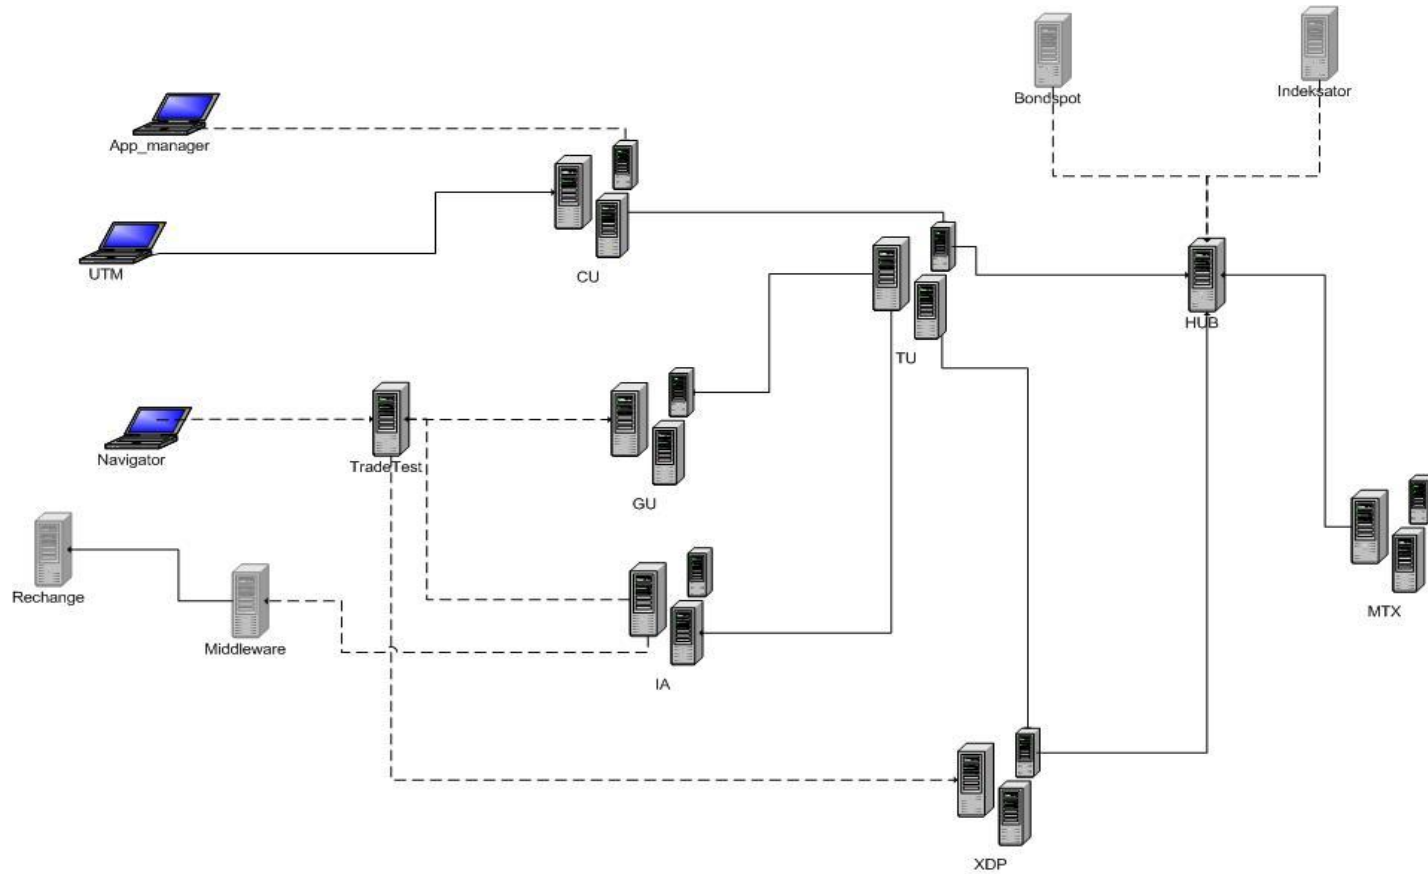 Bondspot
Indeksator
App_manager
UTM
CU
HUB
TU
Navigator
TradeTest
GU
Rechange
MTX
Middleware
IA
XDP